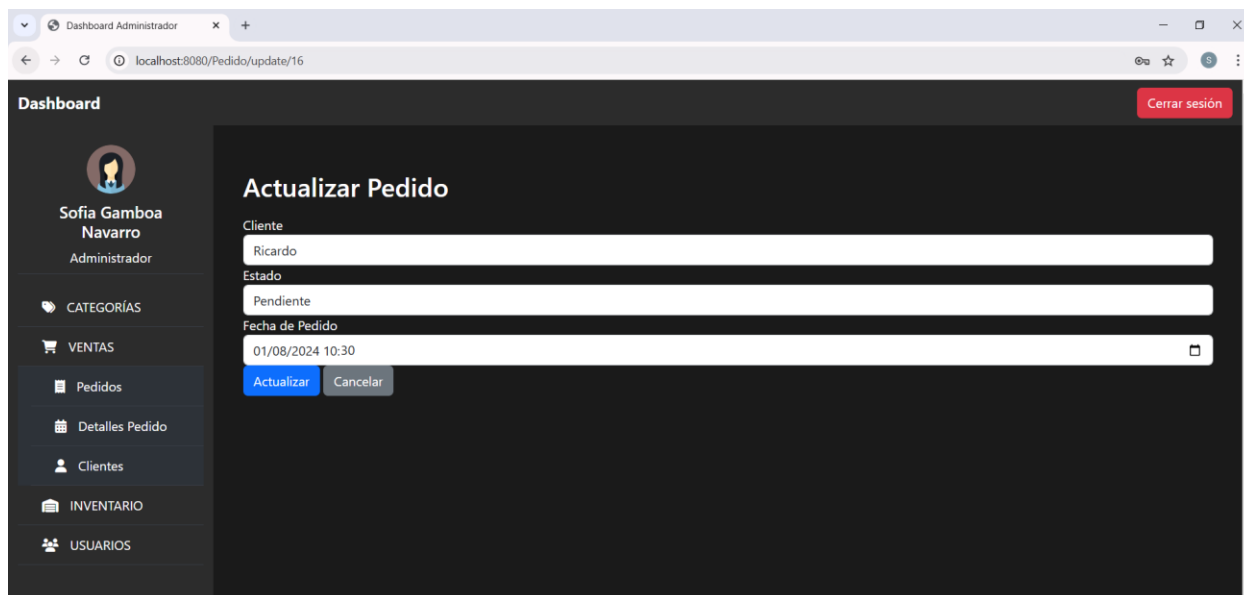 Dashboard Administrador
localhost:8080/Pedido/update/16
S
Dashboard
Cerrar sesión
Sofia Gamboa
Navarro
Administrador
CATEGORÍAS
VENTAS
Pedidos
Detalles Pedido
Clientes
INVENTARIO
USUARIOS
Actualizar Pedido
Cliente
Ricardo
Estado
Pendiente
Fecha de Pedido
01/08/2024 10:30
Actualizar Cancelar